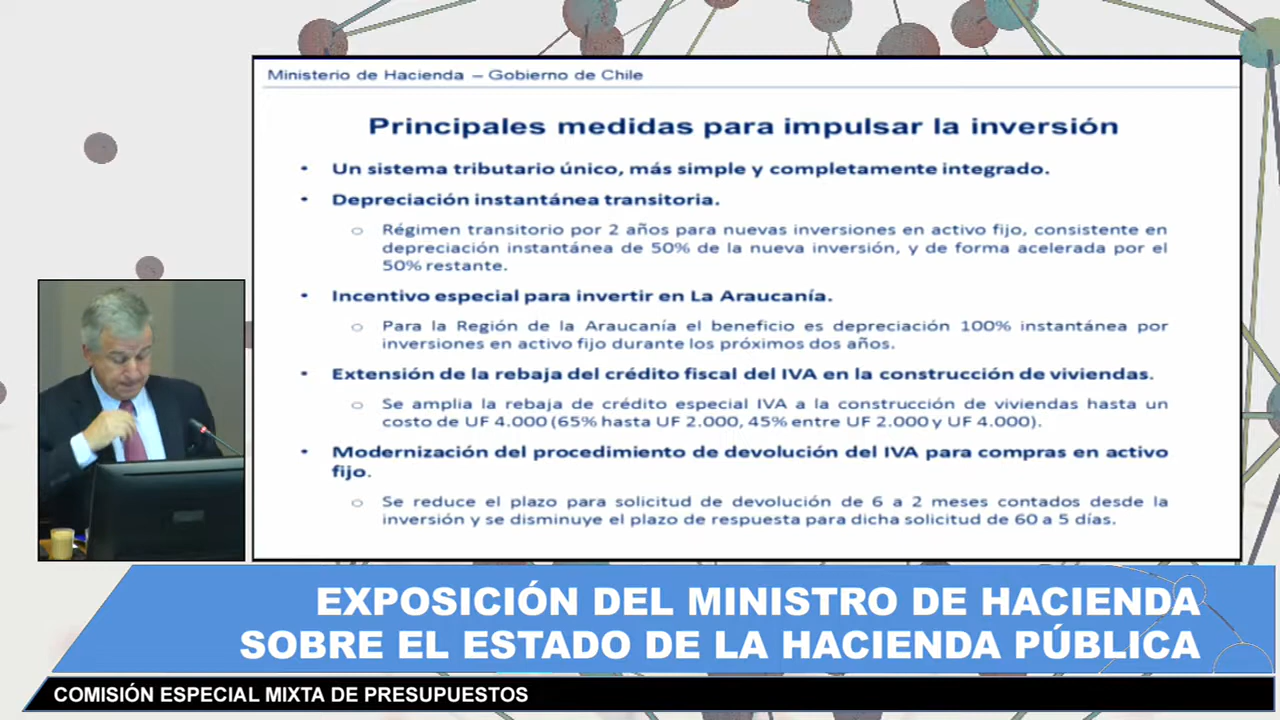 Ministerio de Hacienda – Gobierno de Chile
Principales medidas para impulsar la inversión
• Un sistema tributario único, más simple y completamente integrado.
• Depreciación instantánea transitoria.
○ Régimen transitorio por 2 años para nuevas inversiones en activo fijo, consistente en
depreciación instantánea de 50% de la nueva inversión, y de forma acelerada por el
50% restante.
• Incentivo especial para invertir en La Araucanía.
○ Para la Región de la Araucanía el beneficio es depreciación 100% instantánea por
inversiones en activo fijo durante los próximos dos años.
• Extensión de la rebaja del crédito fiscal del IVA en la construcción de viviendas.
○ Se amplia la rebaja de crédito especial IVA a la construcción de viviendas hasta un
costo de UF 4.000 (65% hasta UF 2.000, 45% entre UF 2.000 y UF 4.000).
• Modernización del procedimiento de devolución del IVA para compras en activo
fijo.
○ Se reduce el plazo para solicitud de devolución de 6 a 2 meses contados desde la
inversión y se disminuye el plazo de respuesta para dicha solicitud de 60 a 5 días.
EXPOSICIÓN DEL MINISTRO DE HACIENDA
SOBRE EL ESTADO DE LA HACIENDA PÚBLICA
COMISIÓN ESPECIAL MIXTA DE PRESUPUESTOS